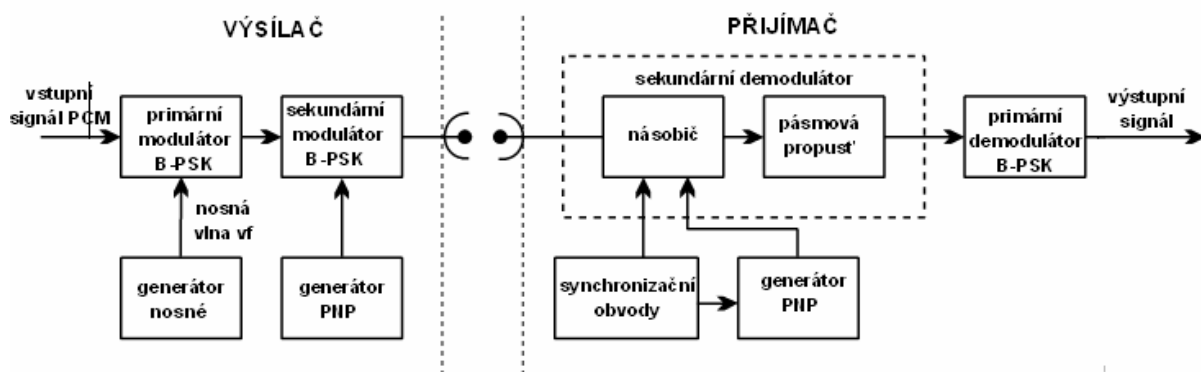 VÝSÍLAČ
PŘIJÍMAČ
vstupní
signál PCM
primární
modulátor
B-PSK
sekundární
modulátor
B-PSK
nosná
vlna vf
generátor
nosné
generátor
PNP
sekundární demodulátor
násobič
pásmová
propusť
synchronizační
obvody
generátor
PNP
primární
demodulátor
B-PSK
výstupní
signál